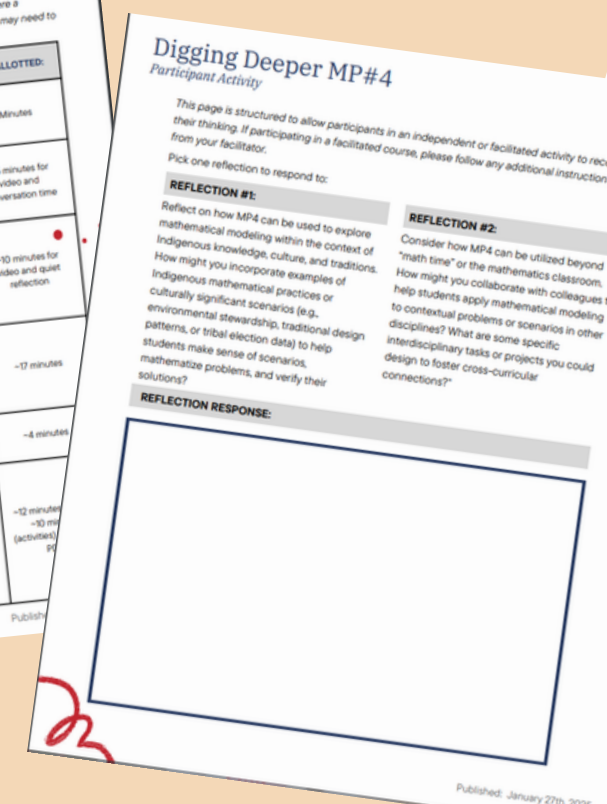 re a
may need to
LLOTTED:
Minutes
minutes for
video and
versation time
10 minutes for
ideo and quiet
reflection
~17 minutes
~4 minutes
~12 minutes
~10 mi
(activities)
Publish
Digging Deeper MP#4
Participant Activity
This page is structured to allow participants in an independent or facilitated activity to rec
their thinking. If participating in a facilitated course, please follow any additional instruction
from your facilitator.
Pick one reflection to respond to:
REFLECTION #1:
Reflect on how MP4 can be used to explore
mathematical modeling within the context of
Indigenous knowledge, culture, and traditions.
How might you incorporate examples of
Indigenous mathematical practices or
culturally significant scenarios (e.g.,
environmental stewardship, traditional design
patterns, or tribal election data) to help
students make sense of scenarios,
mathematize problems, and verify their
solutions?
REFLECTION #2:
Consider how MP4 can be utilized beyond
"math time" or the mathematics classroom.
How might you collaborate with colleagues t
help students apply mathematical modeling
to contextual problems or scenarios in other
disciplines? What are some specific
interdisciplinary tasks or projects you could
design to foster cross-curricular
connections?"
REFLECTION RESPONSE:
Published: January 27th,